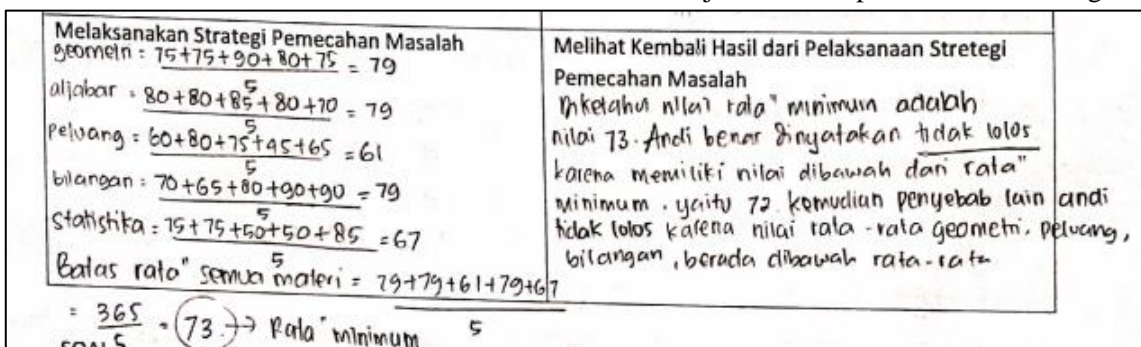 Melaksanakan Strategi Pemecahan Masalah
geometri : 75+75+90+80+75 = 79
5
aljabar : 80+80+85+80+70 = 79
5
Peluang = 60+80+75+45+65 = 61
5
bilangan : 70+65+80+90+90 = 79
5
Statistika = 75+75+50+50+85 = 67
5
Batas rata" semua materi = 79+79+61+79+67
5
= 365 = 73 → Rata" minimum
5
Melihat Kembali Hasil dari Pelaksanaan Stretegi
Pemecahan Masalah
Diketahui nilai rata" minimum adalah
nilai 73. Andi benar dinyatakan tidak lolos
karena memiliki nilai dibawah dari rata"
minimum. yaitu 72. kemudian penyebab lain andi
tidak lolos karena nilai rata-rata geometri, peluang,
bilangan, berada dibawah rata-rata